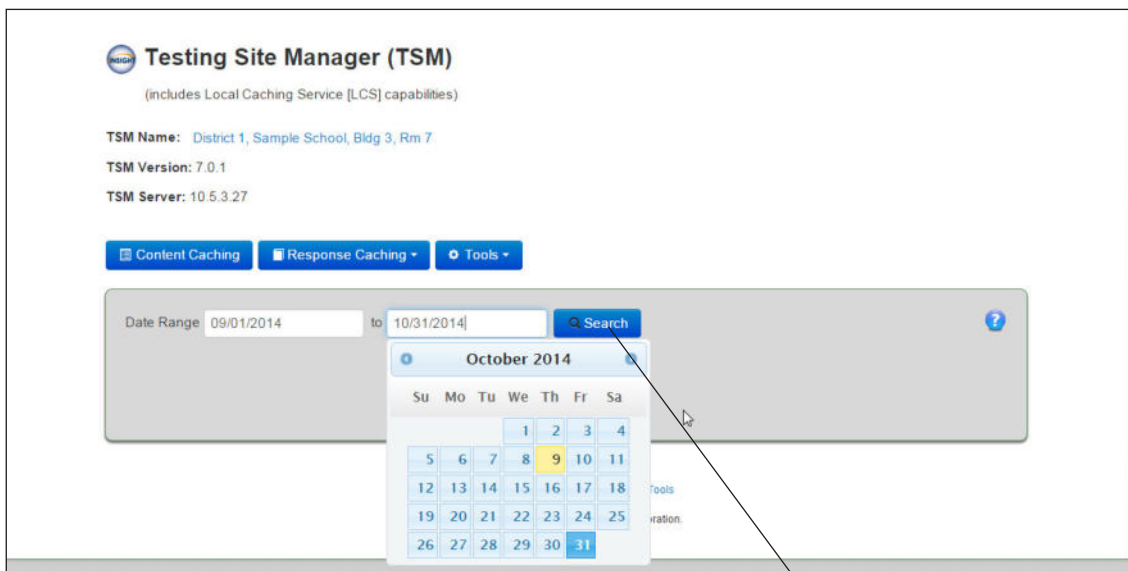 INSIGHT
Testing Site Manager (TSM)
(includes Local Caching Service [LCS] capabilities)
TSM Name: District 1, Sample School, Bldg 3, Rm 7
TSM Version: 7.0.1
TSM Server: 10.5.3.27
Content Caching Response Caching Tools
Date Range 09/01/2014 to 10/31/2014 Search ?
October 2014
Su Mo Tu We Th Fr Sa
1 2 3 4
5 6 7 8 9 10 11
12 13 14 15 16 17 18 Tools
19 20 21 22 23 24 25
26 27 28 29 30 31